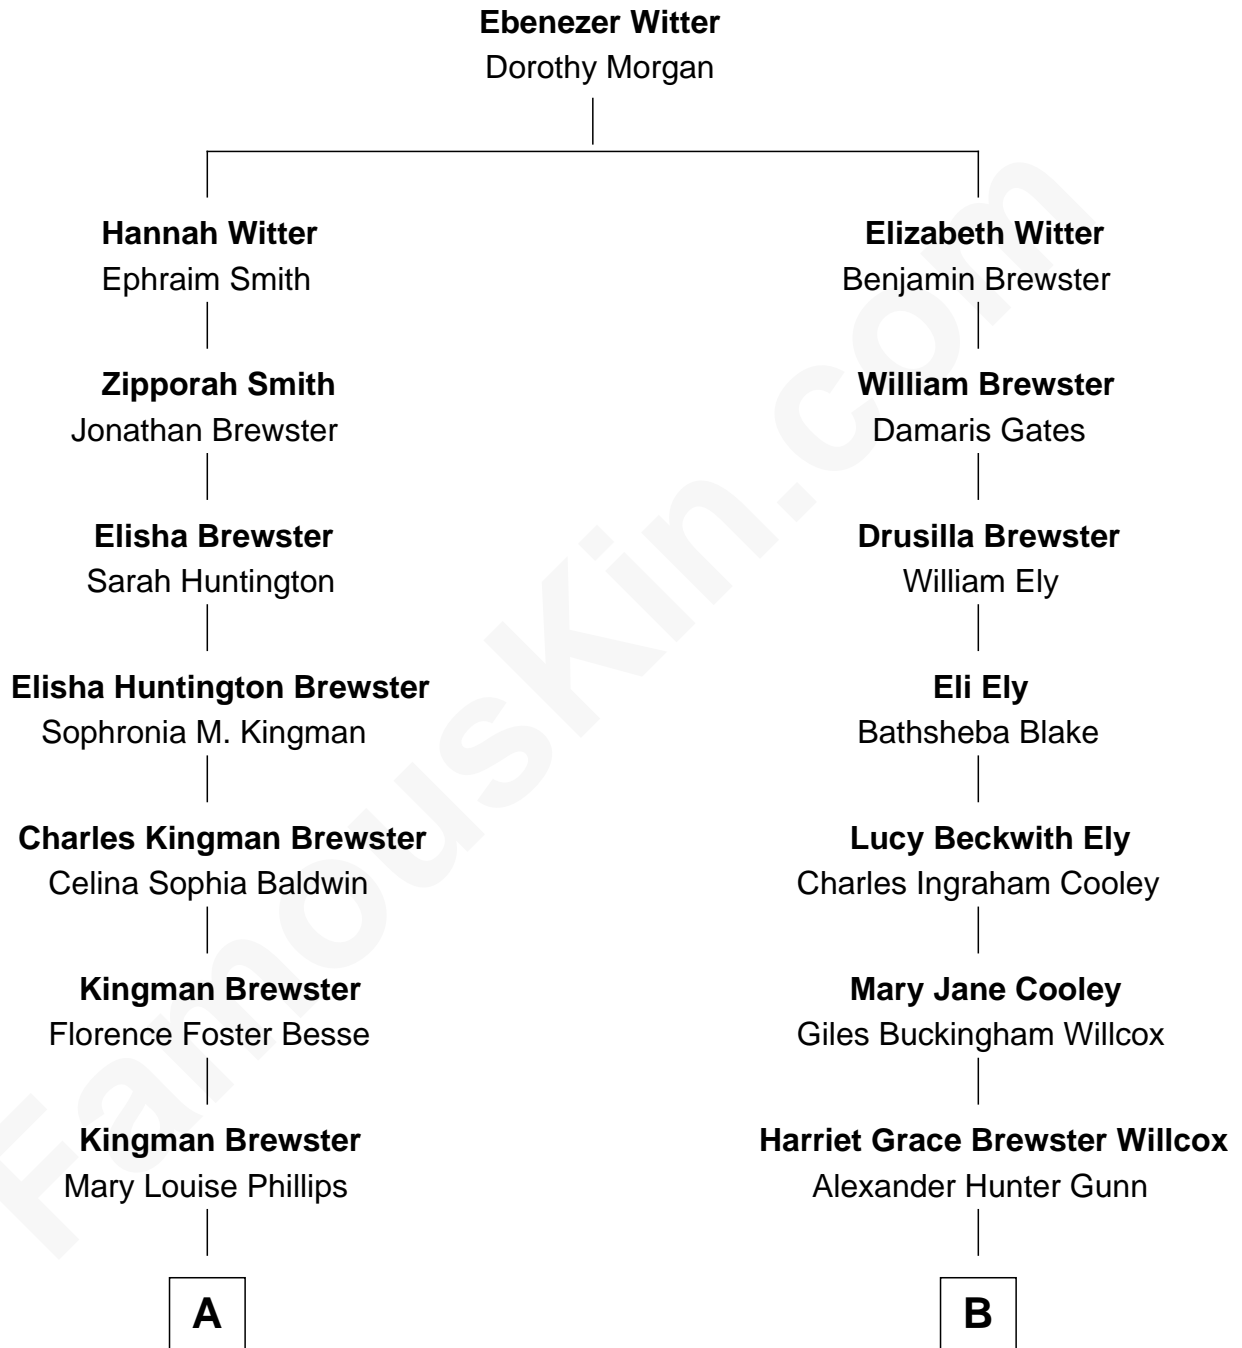 Ebenezer Witter
Dorothy Morgan
Hannah Witter
Ephraim Smith
Zipporah Smith
Jonathan Brewster
Elisha Brewster
Sarah Huntington
Elisha Huntington Brewster
Sophronia M. Kingman
Charles Kingman Brewster
Celina Sophia Baldwin
Kingman Brewster
Florence Foster Besse
Kingman Brewster
Mary Louise Phillips
A
Elizabeth Witter
Benjamin Brewster
William Brewster
Damaris Gates
Drusilla Brewster
William Ely
Eli Ely
Bathsheba Blake
Lucy Beckwith Ely
Charles Ingraham Cooley
Mary Jane Cooley
Giles Buckingham Willcox
Harriet Grace Brewster Willcox
Alexander Hunter Gunn
B
FamousKin.com